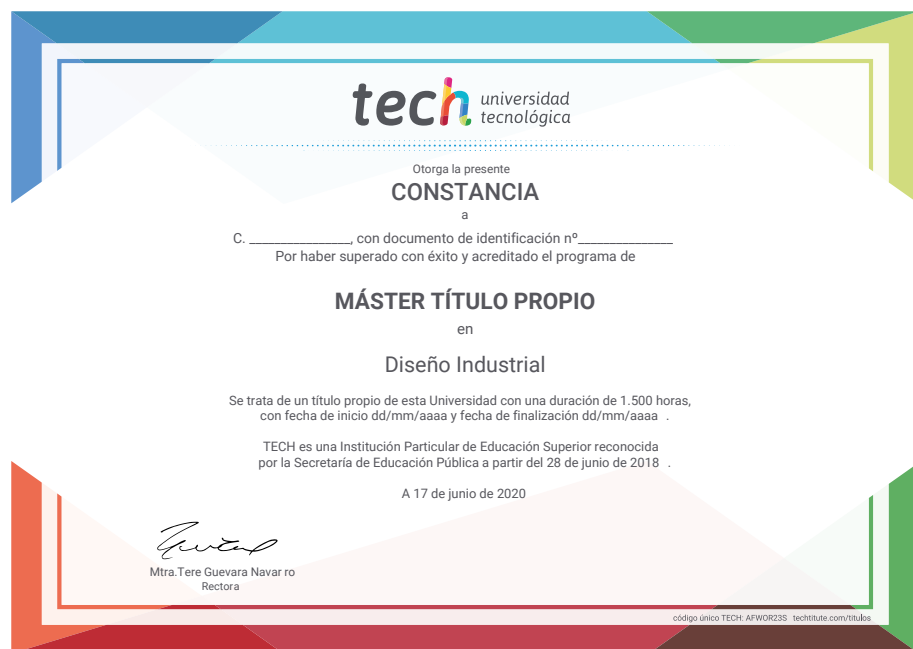 tech universidad
tecnológica
Otorga la presente
CONSTANCIA
a
C. ________________, con documento de identificación nº_______________
Por haber superado con éxito y acreditado el programa de
MÁSTER TÍTULO PROPIO
en
Diseño Industrial
Se trata de un título propio de esta Universidad con una duración de 1.500 horas,
con fecha de inicio dd/mm/aaaa y fecha de finalización dd/mm/aaaa .
TECH es una Institución Particular de Educación Superior reconocida
por la Secretaría de Educación Pública a partir del 28 de junio de 2018 .
A 17 de junio de 2020
Mtra.Tere Guevara Navar ro
Rectora
código único TECH: AFWOR23S techtitute.com/titulos